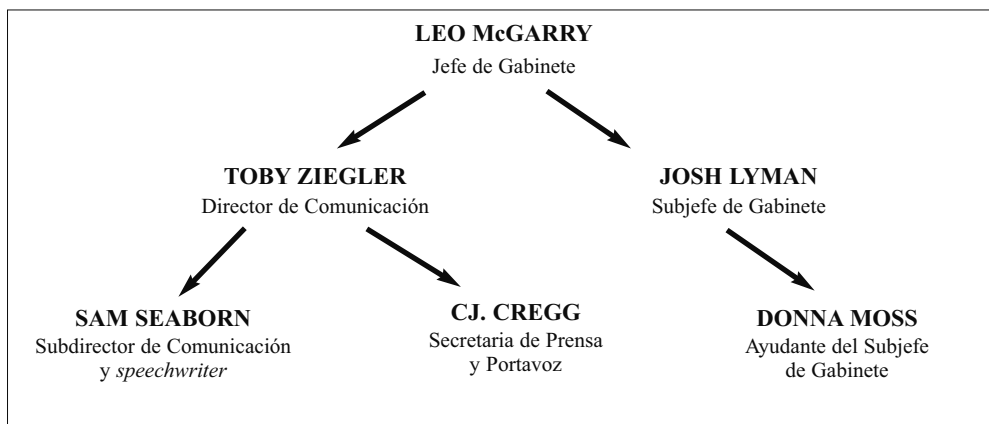 LEO McGARRY
Jefe de Gabinete
TOBY ZIEGLER
Director de Comunicación
JOSH LYMAN
Subjefe de Gabinete
SAM SEABORN
Subdirector de Comunicación
y speechwriter
CJ. CREGG
Secretaria de Prensa
y Portavoz
DONNA MOSS
Ayudante del Subjefe
de Gabinete